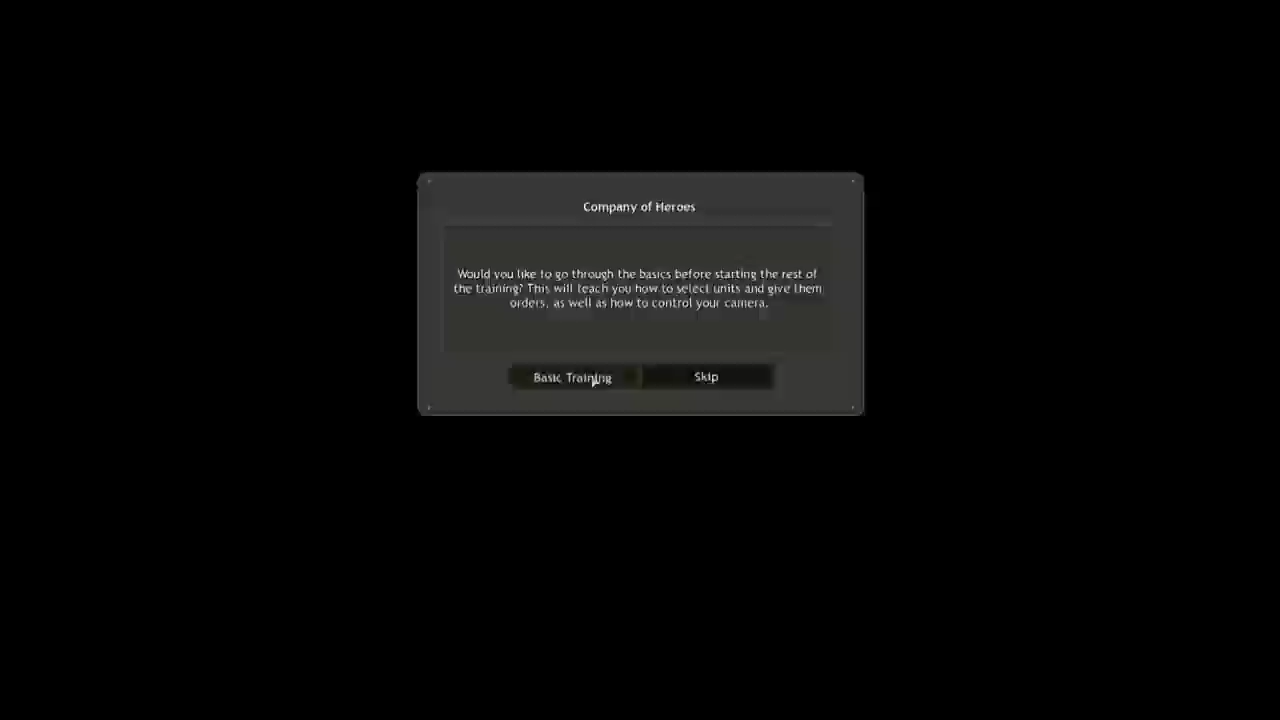 Company of Heroes
Would you like to go through the basics before starting the rest of
the training? This will teach you how to select units and give them
orders, as well as how to control your camera.
Basic Training
Skip